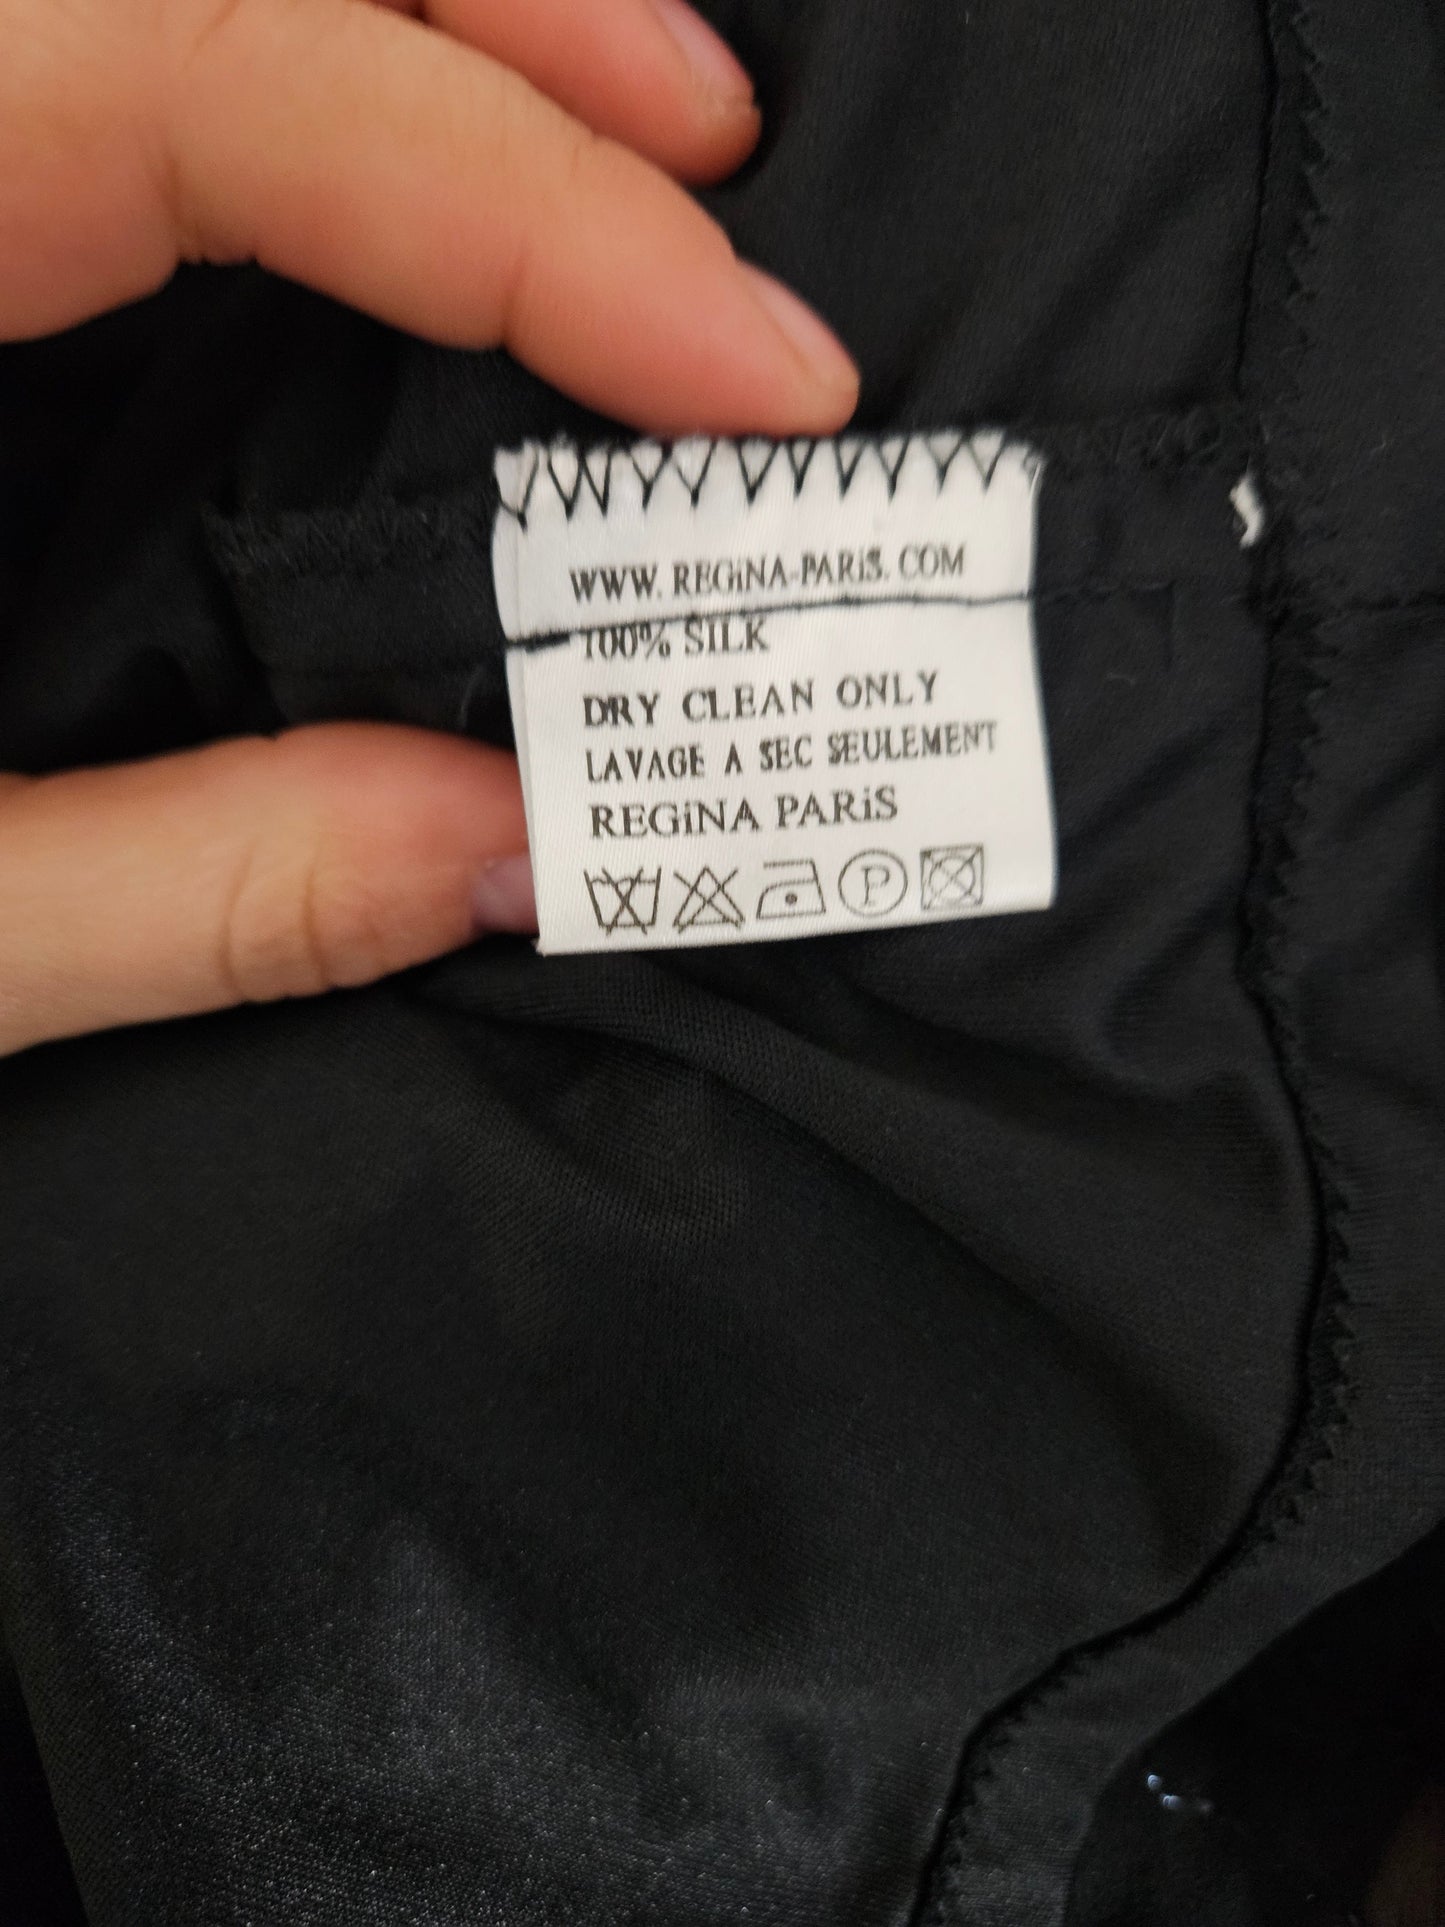 WWW. REGiNA-PARiS. COM
100% SILK
DRY CLEAN ONLY
LAVAGE A SEC SEULEMENT
REGiNA PARiS
P